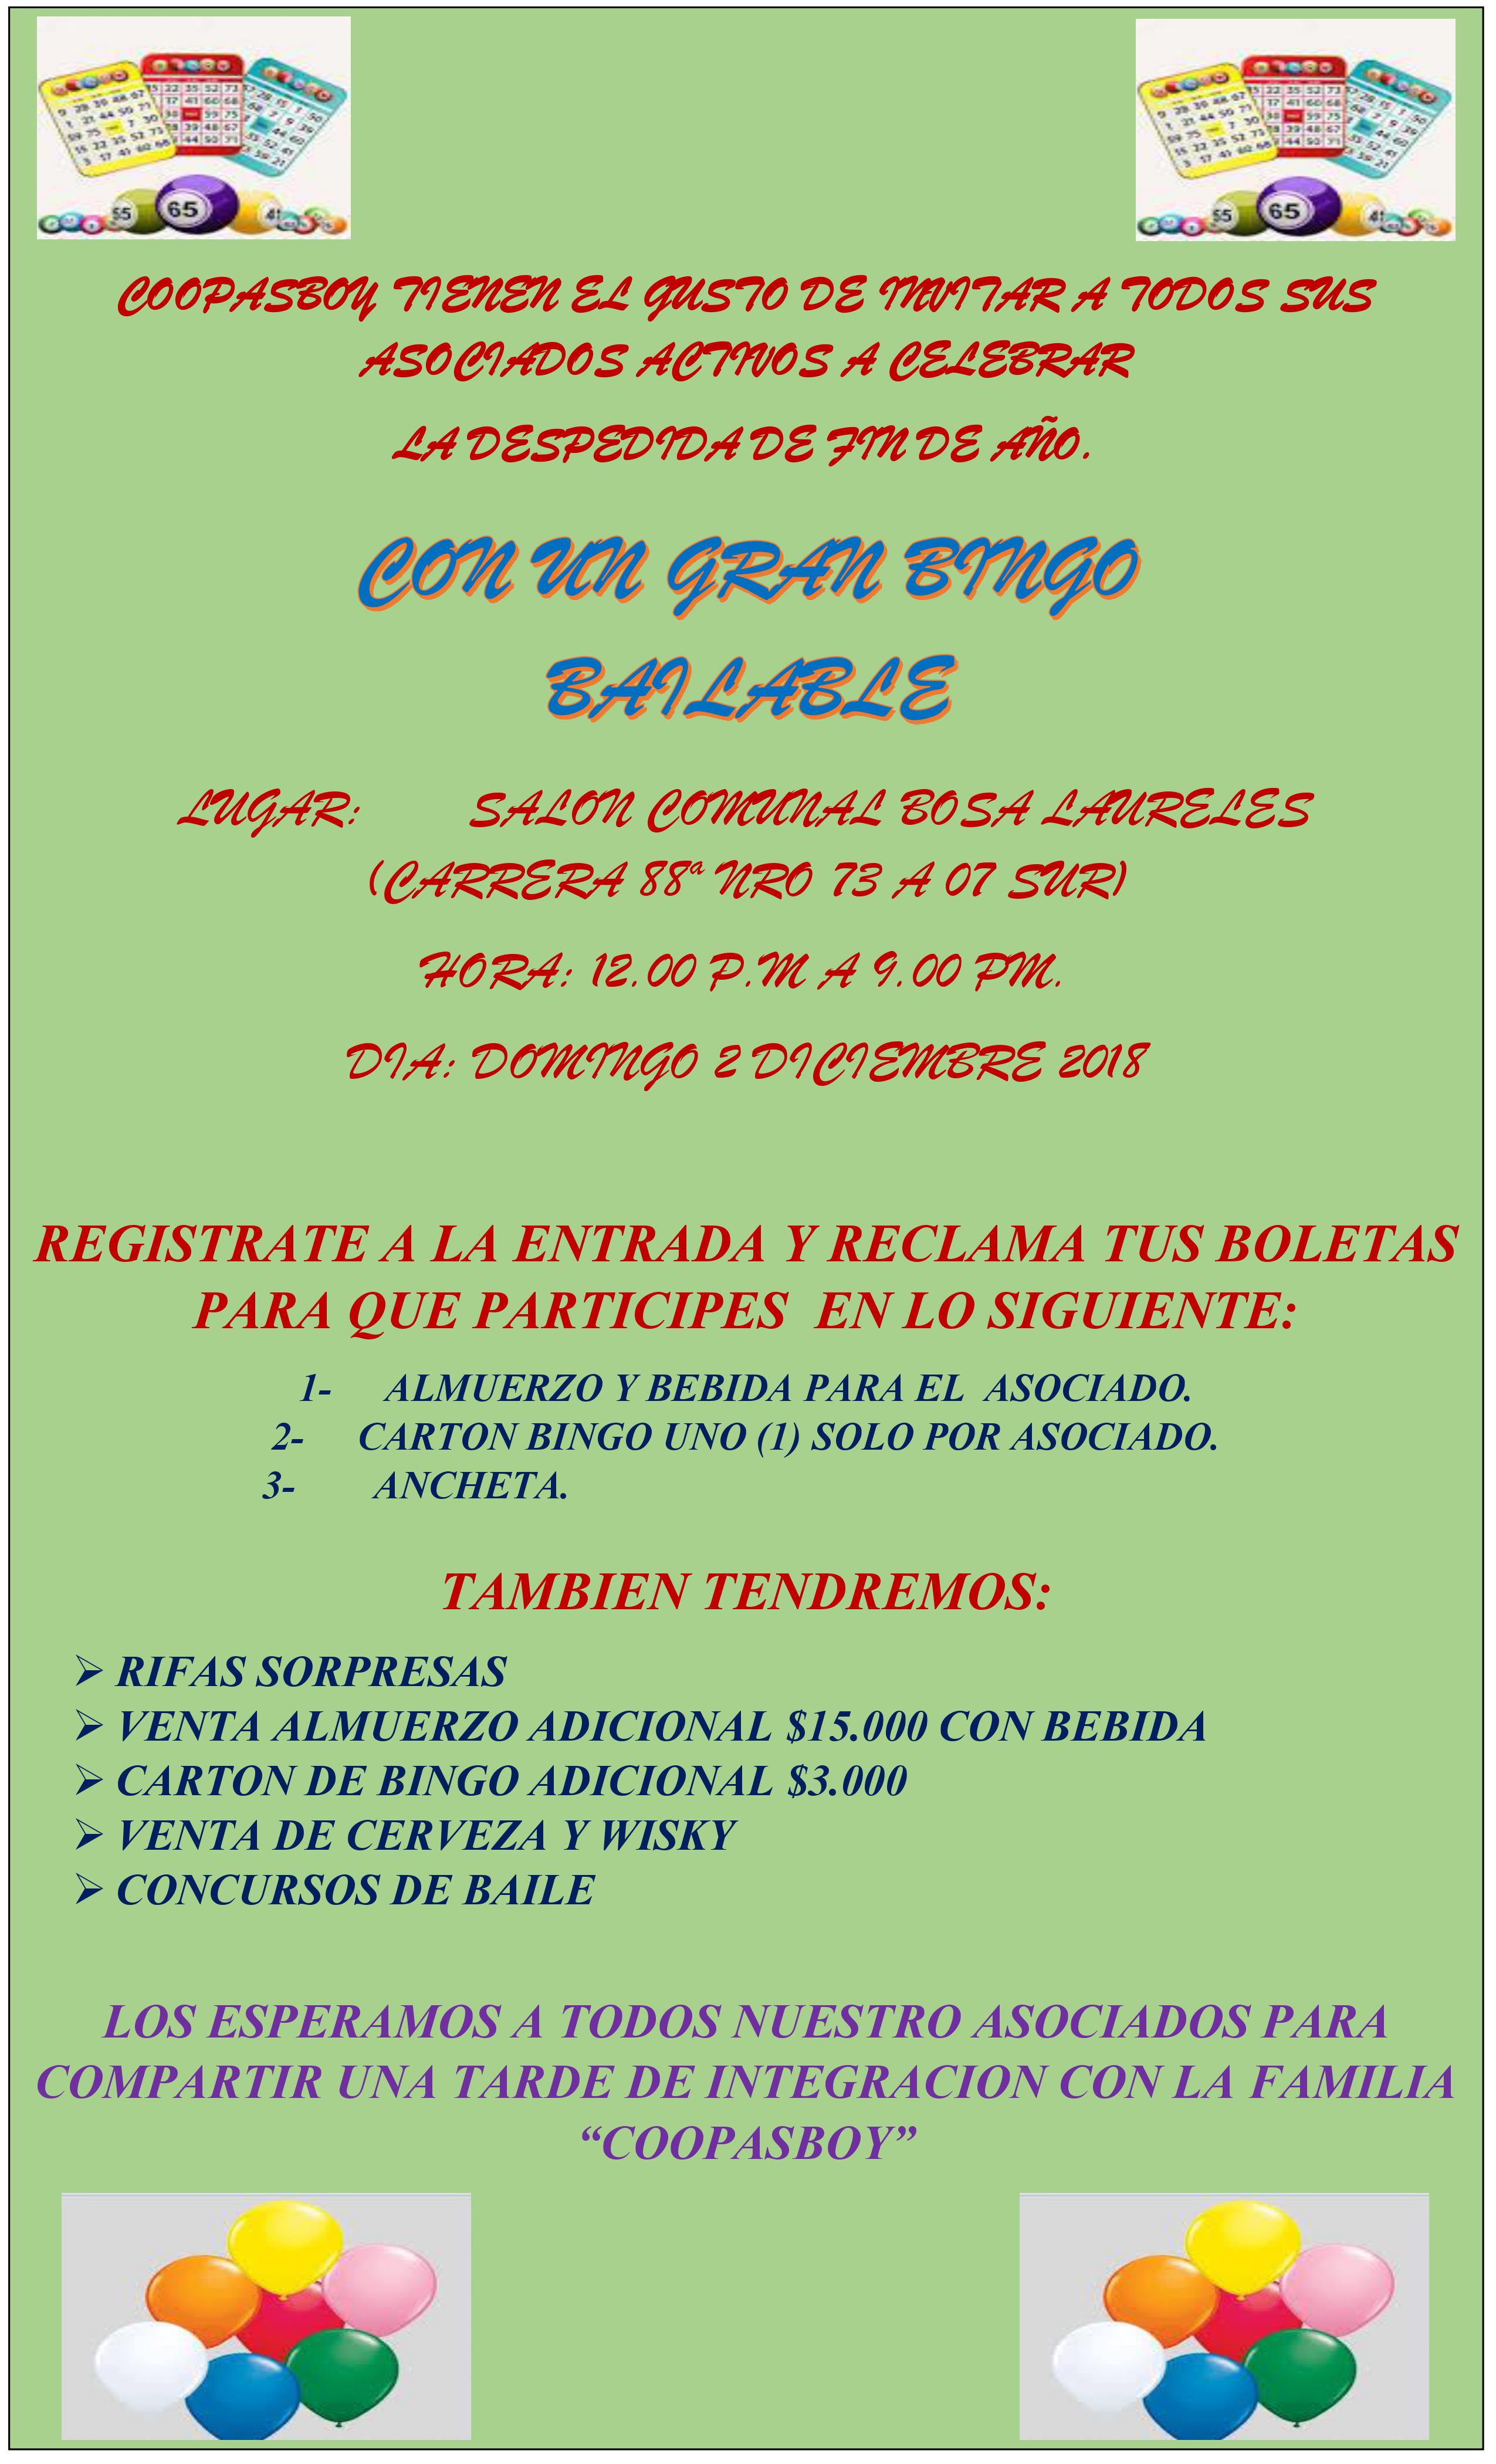 COOPASBOY TIENEN EL GUSTO DE INVITAR A TODOS SUS
ASOCIADOS ACTIVOS A CELEBRAR
LA DESPEDIDA DE FIN DE AÑO.
CON UN GRAN BINGO
BAILABLE
LUGAR: SALON COMUNAL BOSA LAURELES
(CARRERA 88ª NRO 73 A 07 SUR)
HORA: 12.00 P.M A 9.00 PM.
DIA: DOMINGO 2 DICIEMBRE 2018
REGISTRATE A LA ENTRADA Y RECLAMA TUS BOLETAS
PARA QUE PARTICIPES EN LO SIGUIENTE:
1- ALMUERZO Y BEBIDA PARA EL ASOCIADO.
2- CARTON BINGO UNO (1) SOLO POR ASOCIADO.
3- ANCHETA.
TAMBIEN TENDREMOS:
➢ RIFAS SORPRESAS
➢ VENTA ALMUERZO ADICIONAL $15.000 CON BEBIDA
➢ CARTON DE BINGO ADICIONAL $3.000
➢ VENTA DE CERVEZA Y WISKY
➢ CONCURSOS DE BAILE
LOS ESPERAMOS A TODOS NUESTRO ASOCIADOS PARA
COMPARTIR UNA TARDE DE INTEGRACION CON LA FAMILIA
“COOPASBOY”